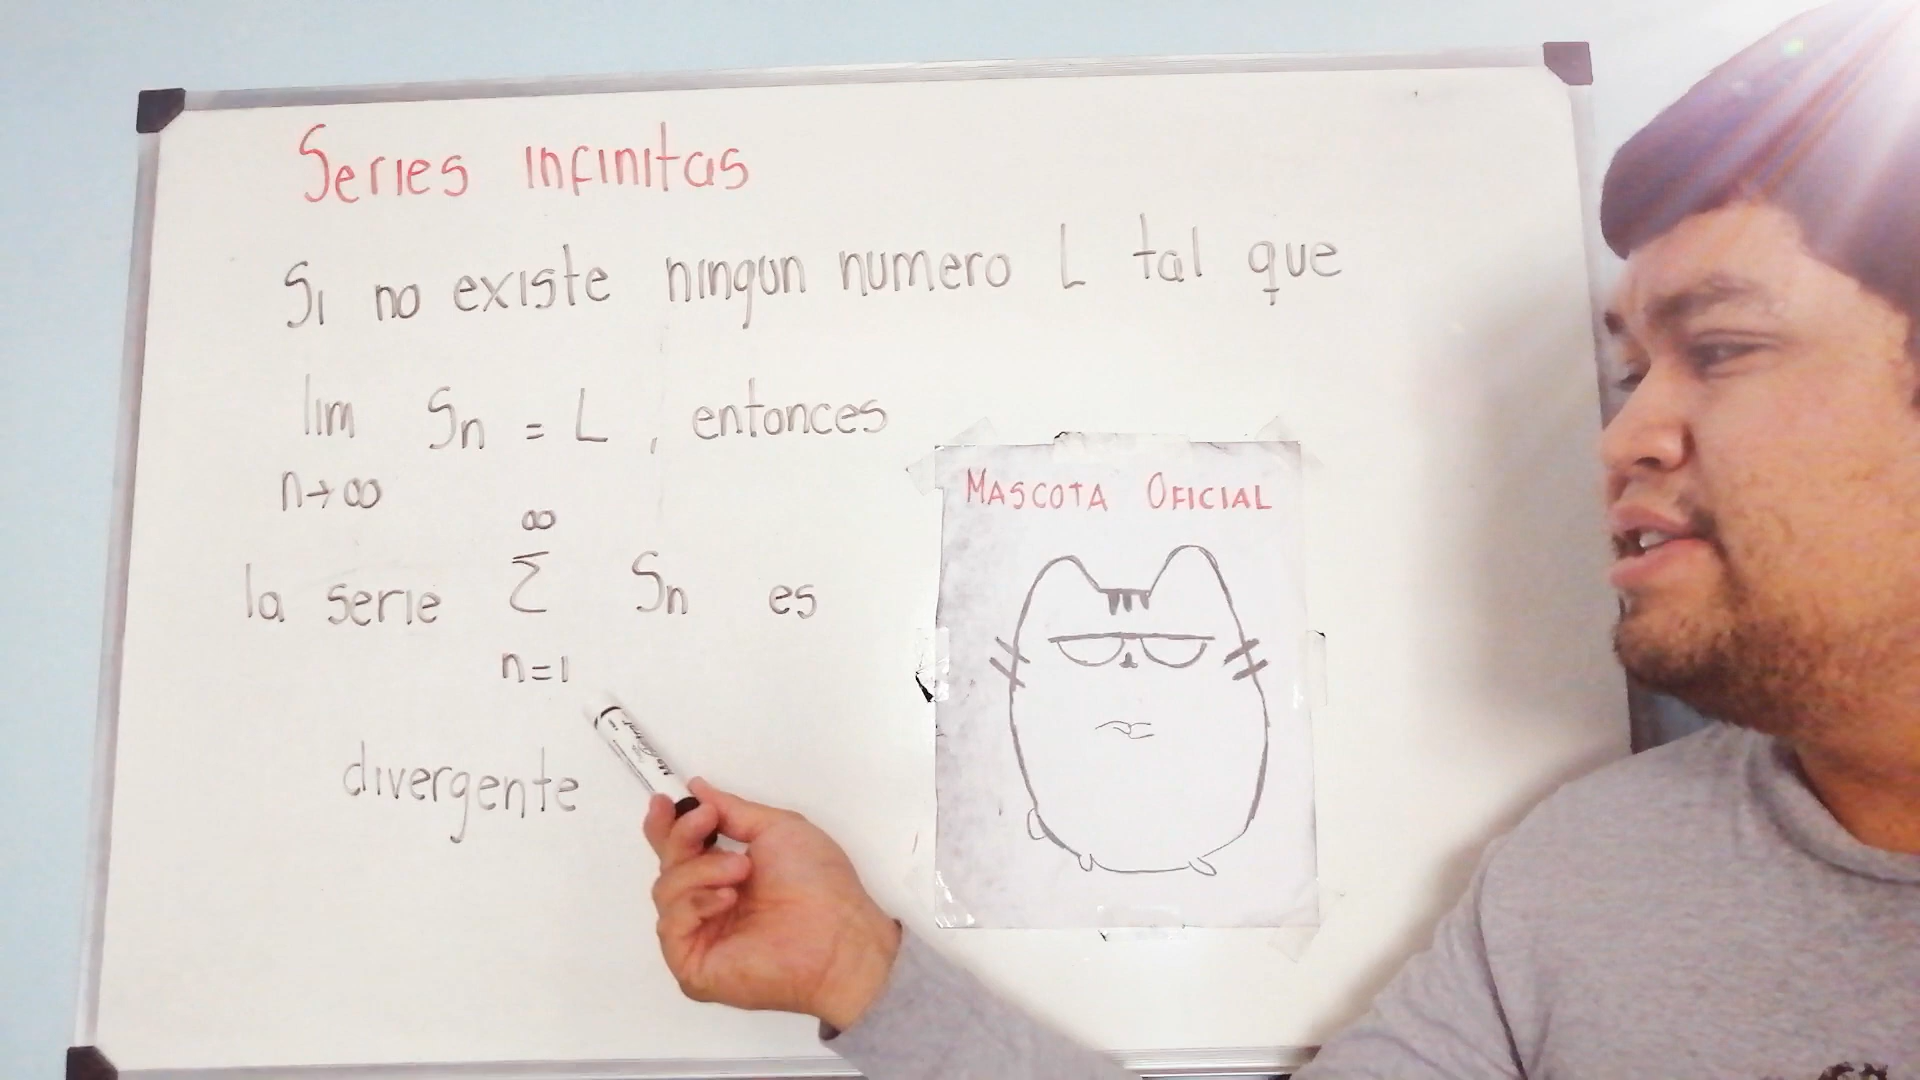 Series infinitas
Si no existe ningun numero L tal que
lim Sn = L , entonces
n→∞
∞
la serie Σ Sn es
n=1
divergente
MASCOTA OFICIAL